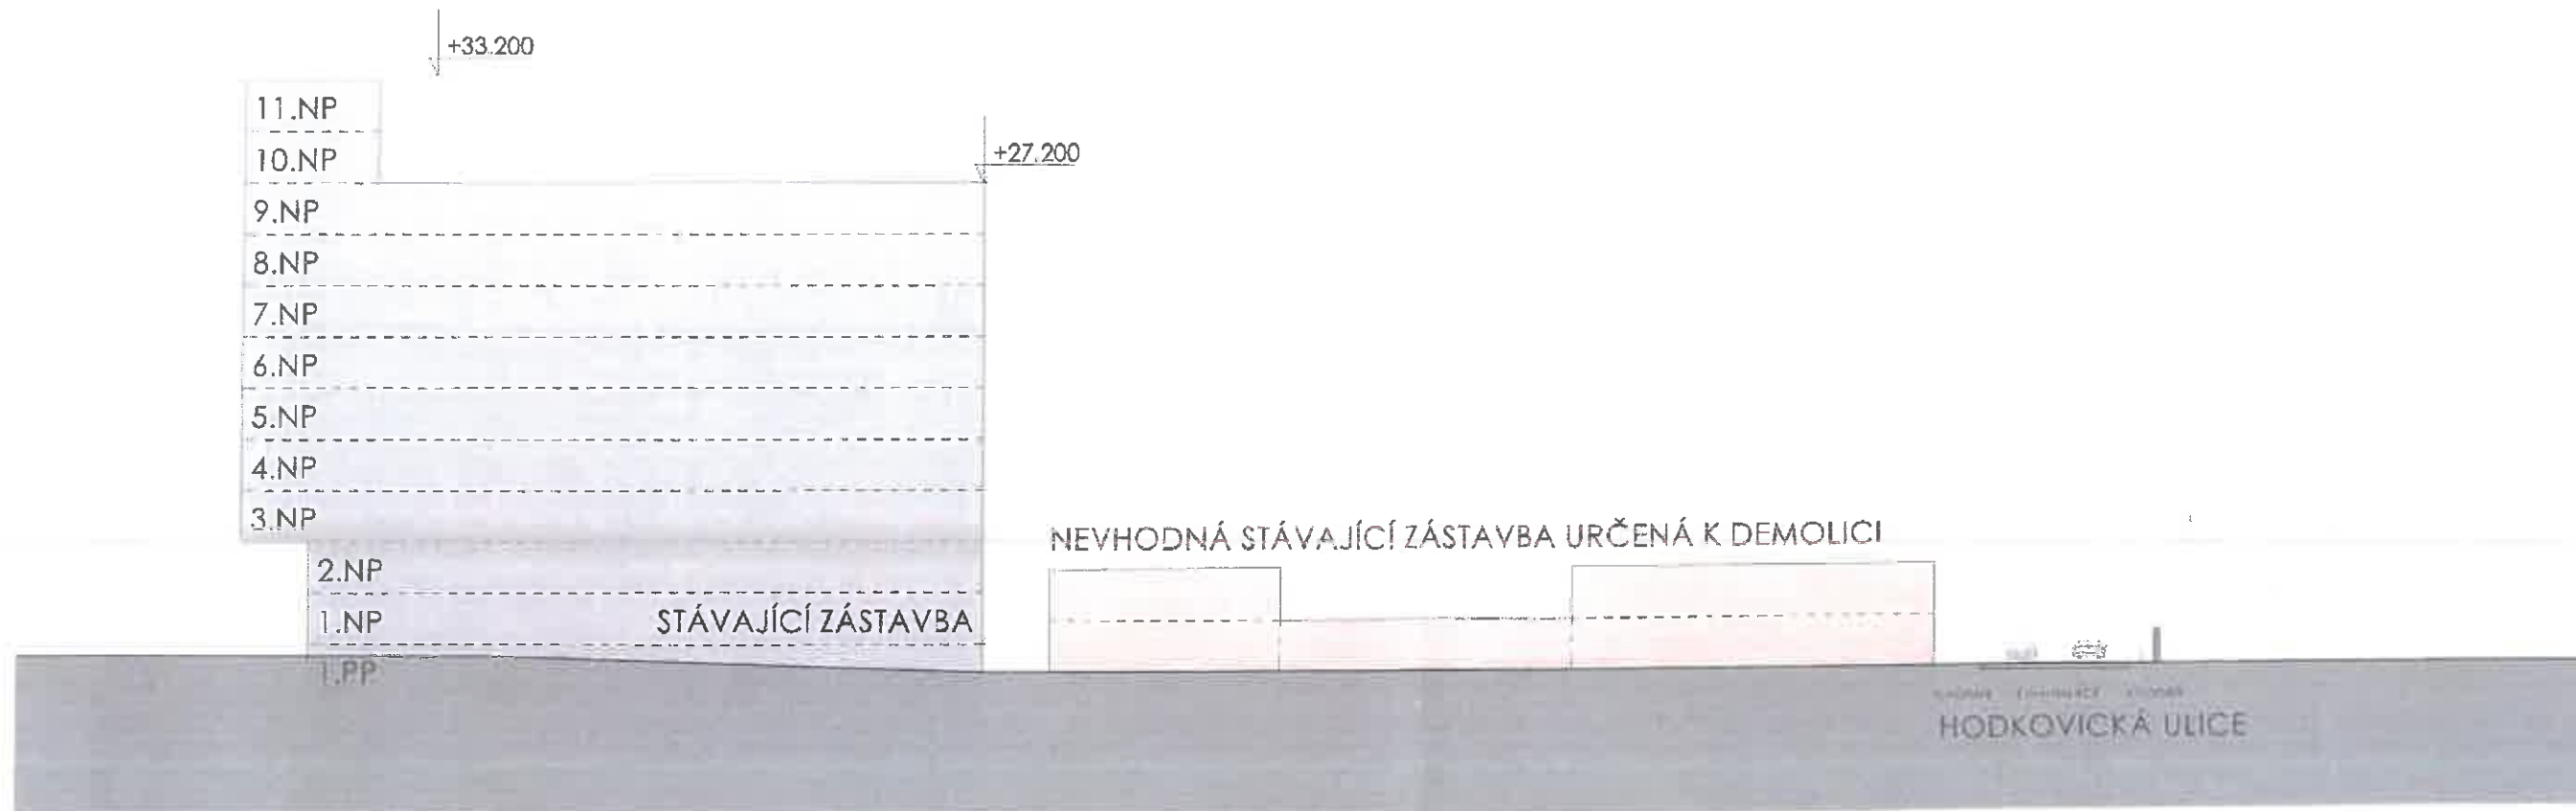 +33.200
11.NP
10.NP
+27.200
9.NP
8.NP
7.NP
6.NP
5.NP
4.NP
3.NP
NEVHODNÁ STÁVAJÍCÍ ZÁSTAVBA URČENÁ K DEMOLICI
2.NP
1.NP
STÁVAJÍCÍ ZÁSTAVBA
1.PP
HODKOVICKÁ ULICE